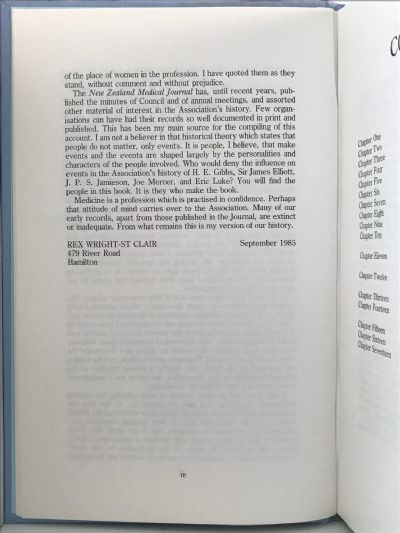 of the place of women in the profession. I have quoted them as they
stand, without comment and without prejudice.
The New Zealand Medical Journal has, until recent years, pub-
lished the minutes of Council and of annual meetings, and assorted
other material of interest in the Association's history. Few organ-
isations can have had their records so well documented in print and
published. This has been my main source for the compiling of this
account. I am not a believer in that historical theory which states that
people do not matter, only events. It is people, I believe, that make
events and the events are shaped largely by the personalities and
characters of the people involved. Who would deny the influence on
events in the Association's history of H. E. Gibbs, Sir James Elliott,
J. P. S. Jamieson, Joe Mercer, and Eric Luke? You will find the
people in this book. It is they who make the book.
Medicine is a profession which is practised in confidence. Perhaps
that attitude of mind carries over to the Association. Many of our
early records, apart from those published in the Journal, are extinct
or inadequate. From what remains this is my version of our history.
REX WRIGHT-ST CLAIR September 1985
479 River Road
Hamilton
iv
CO
Chapter One
Chapter Two
Chapter Three
Chapter Four
Chapter Five
Chapter Six
Chapter Seven
Chapter Eight
Chapter Nine
Chapter Ten
Chapter Eleven
Chapter Twelve
Chapter Thirteen
Chapter Fourteen
Chapter Fifteen
Chapter Sixteen
Chapter Seventeen